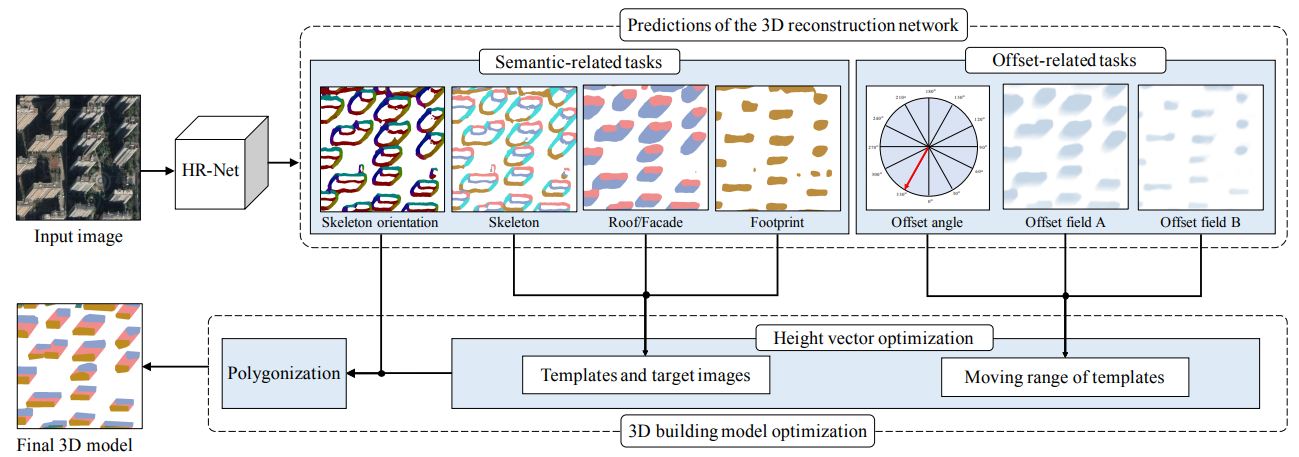 Predictions of the 3D reconstruction network
Semantic-related tasks
Offset-related tasks
HR-Net
180°
210°
150°
240°
120°
270°
90°
300°
60°
330°
30°
0°
Input image
Skeleton orientation
Skeleton
Roof/Facade
Footprint
Offset angle
Offset field A
Offset field B
Height vector optimization
Polygonization
Templates and target images
Moving range of templates
3D building model optimization
Final 3D model